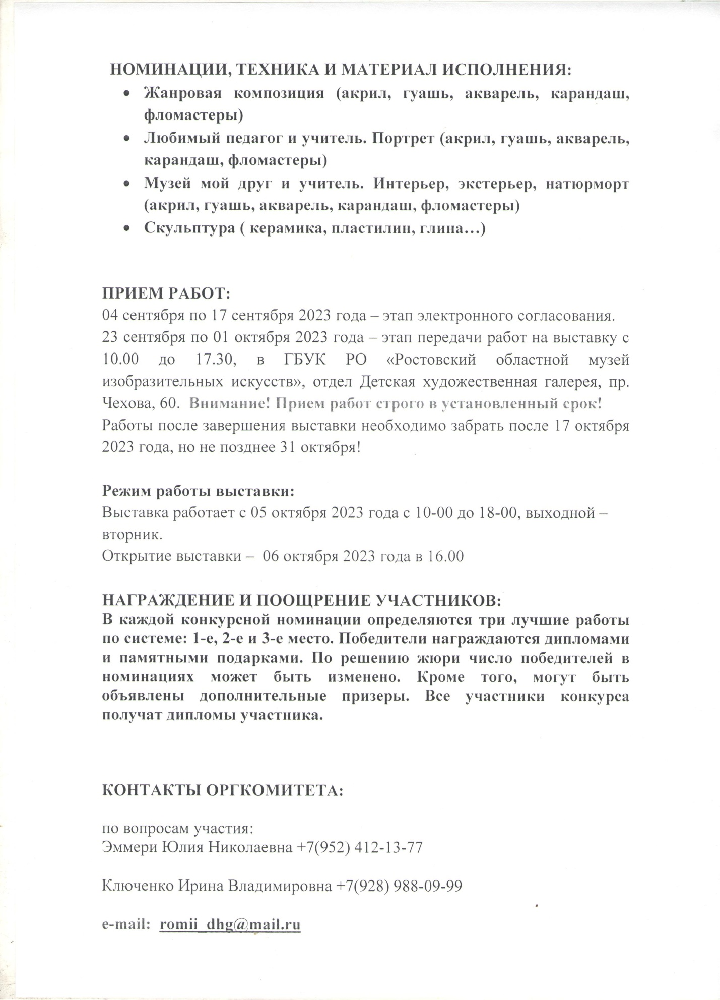 НОМИНАЦИИ, ТЕХНИКА И МАТЕРИАЛ ИСПОЛНЕНИЯ:
• Жанровая композиция (акрил, гуашь, акварель, карандаш,
фломастеры)
• Любимый педагог и учитель. Портрет (акрил, гуашь, акварель,
карандаш, фломастеры)
• Музей мой друг и учитель. Интерьер, экстерьер, натюрморт
(акрил, гуашь, акварель, карандаш, фломастеры)
• Скульптура ( керамика, пластилин, глина…)
ПРИЕМ РАБОТ:
04 сентября по 17 сентября 2023 года – этап электронного согласования.
23 сентября по 01 октября 2023 года – этап передачи работ на выставку с
10.00 до 17.30, в ГБУК РО «Ростовский областной музей
изобразительных искусств», отдел Детская художественная галерея, пр.
Чехова, 60. Внимание! Прием работ строго в установленный срок!
Работы после завершения выставки необходимо забрать после 17 октября
2023 года, но не позднее 31 октября!
Режим работы выставки:
Выставка работает с 05 октября 2023 года с 10-00 до 18-00, выходной –
вторник.
Открытие выставки – 06 октября 2023 года в 16.00
НАГРАЖДЕНИЕ И ПООЩРЕНИЕ УЧАСТНИКОВ:
В каждой конкурсной номинации определяются три лучшие работы
по системе: 1-е, 2-е и 3-е место. Победители награждаются дипломами
и памятными подарками. По решению жюри число победителей в
номинациях может быть изменено. Кроме того, могут быть
объявлены дополнительные призеры. Все участники конкурса
получат дипломы участника.
КОНТАКТЫ ОРГКОМИТЕТА:
по вопросам участия:
Эммери Юлия Николаевна +7(952) 412-13-77
Ключенко Ирина Владимировна +7(928) 988-09-99
e-mail: romii_dhg@mail.ru